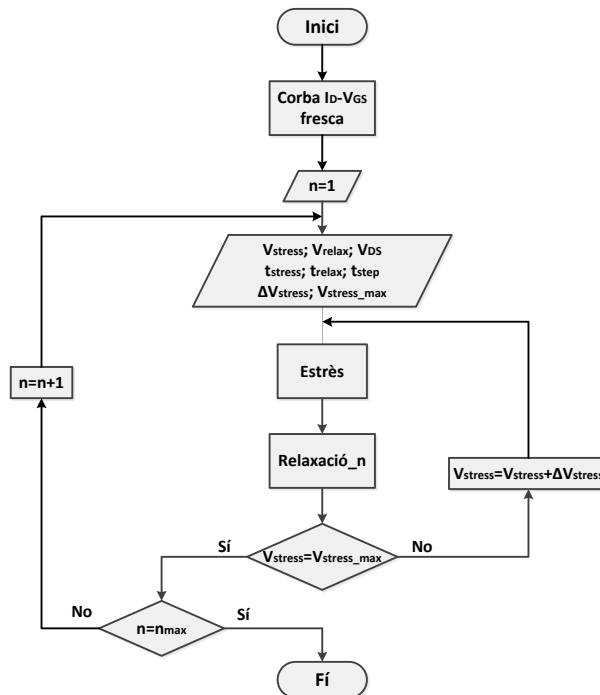 Inici
Corba ID-VGS
fresca
n=1
Vstress; Vrelax; VDS
tstress; trelax; tstep
ΔVstress; Vstress_max
Estrès
n=n+1
Relaxació_n
Vstress=Vstress+ΔVstress
Sí
Vstress=Vstress_max
No
No
n=nmax
Sí
Fí